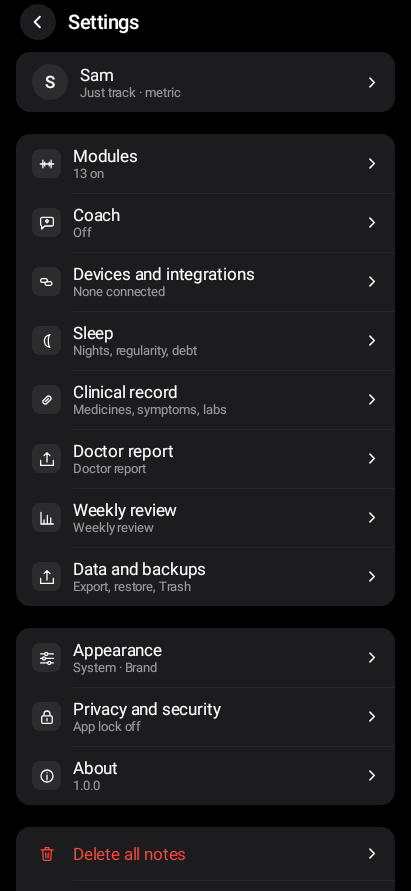 Settings
S
Sam
Just track · metric
Modules
13 on
Coach
Off
Devices and integrations
None connected
Sleep
Nights, regularity, debt
Clinical record
Medicines, symptoms, labs
Doctor report
Doctor report
Weekly review
Weekly review
Data and backups
Export, restore, Trash
Appearance
System · Brand
Privacy and security
App lock off
About
1.0.0
Delete all notes